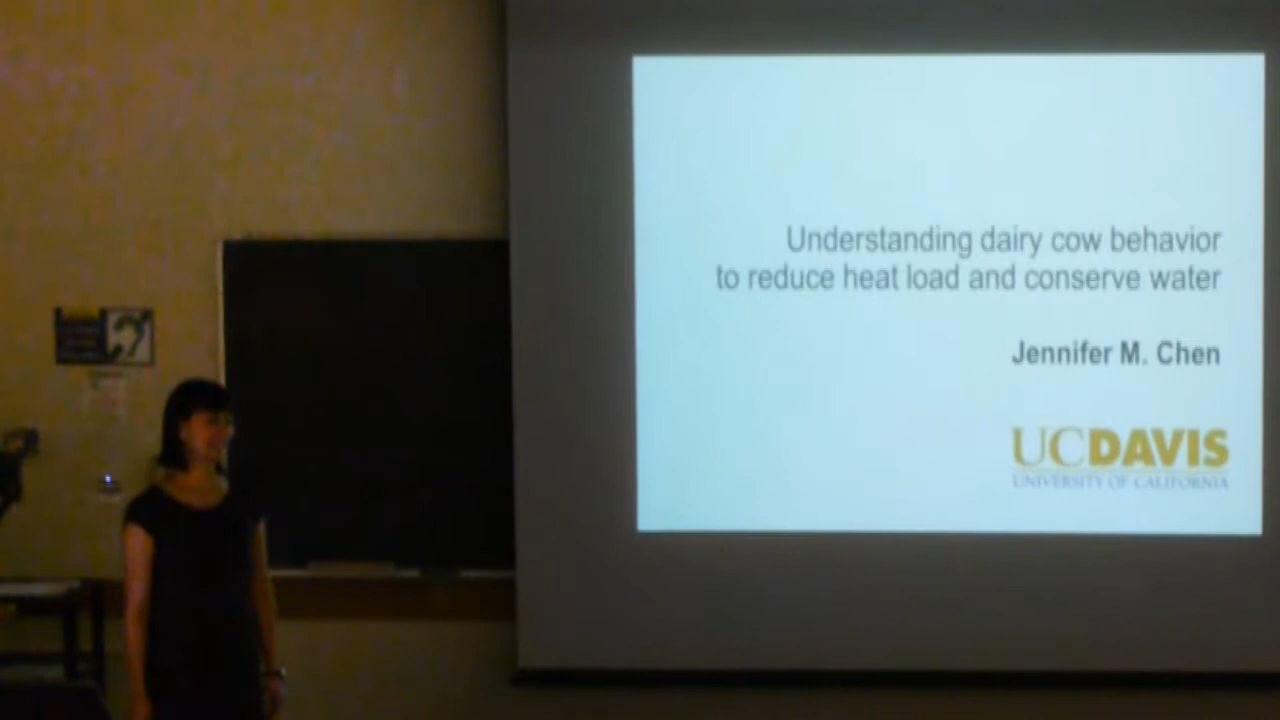 Understanding dairy cow behavior
to reduce heat load and conserve water
Jennifer M. Chen
UCDAVIS
UNIVERSITY OF CALIFORNIA